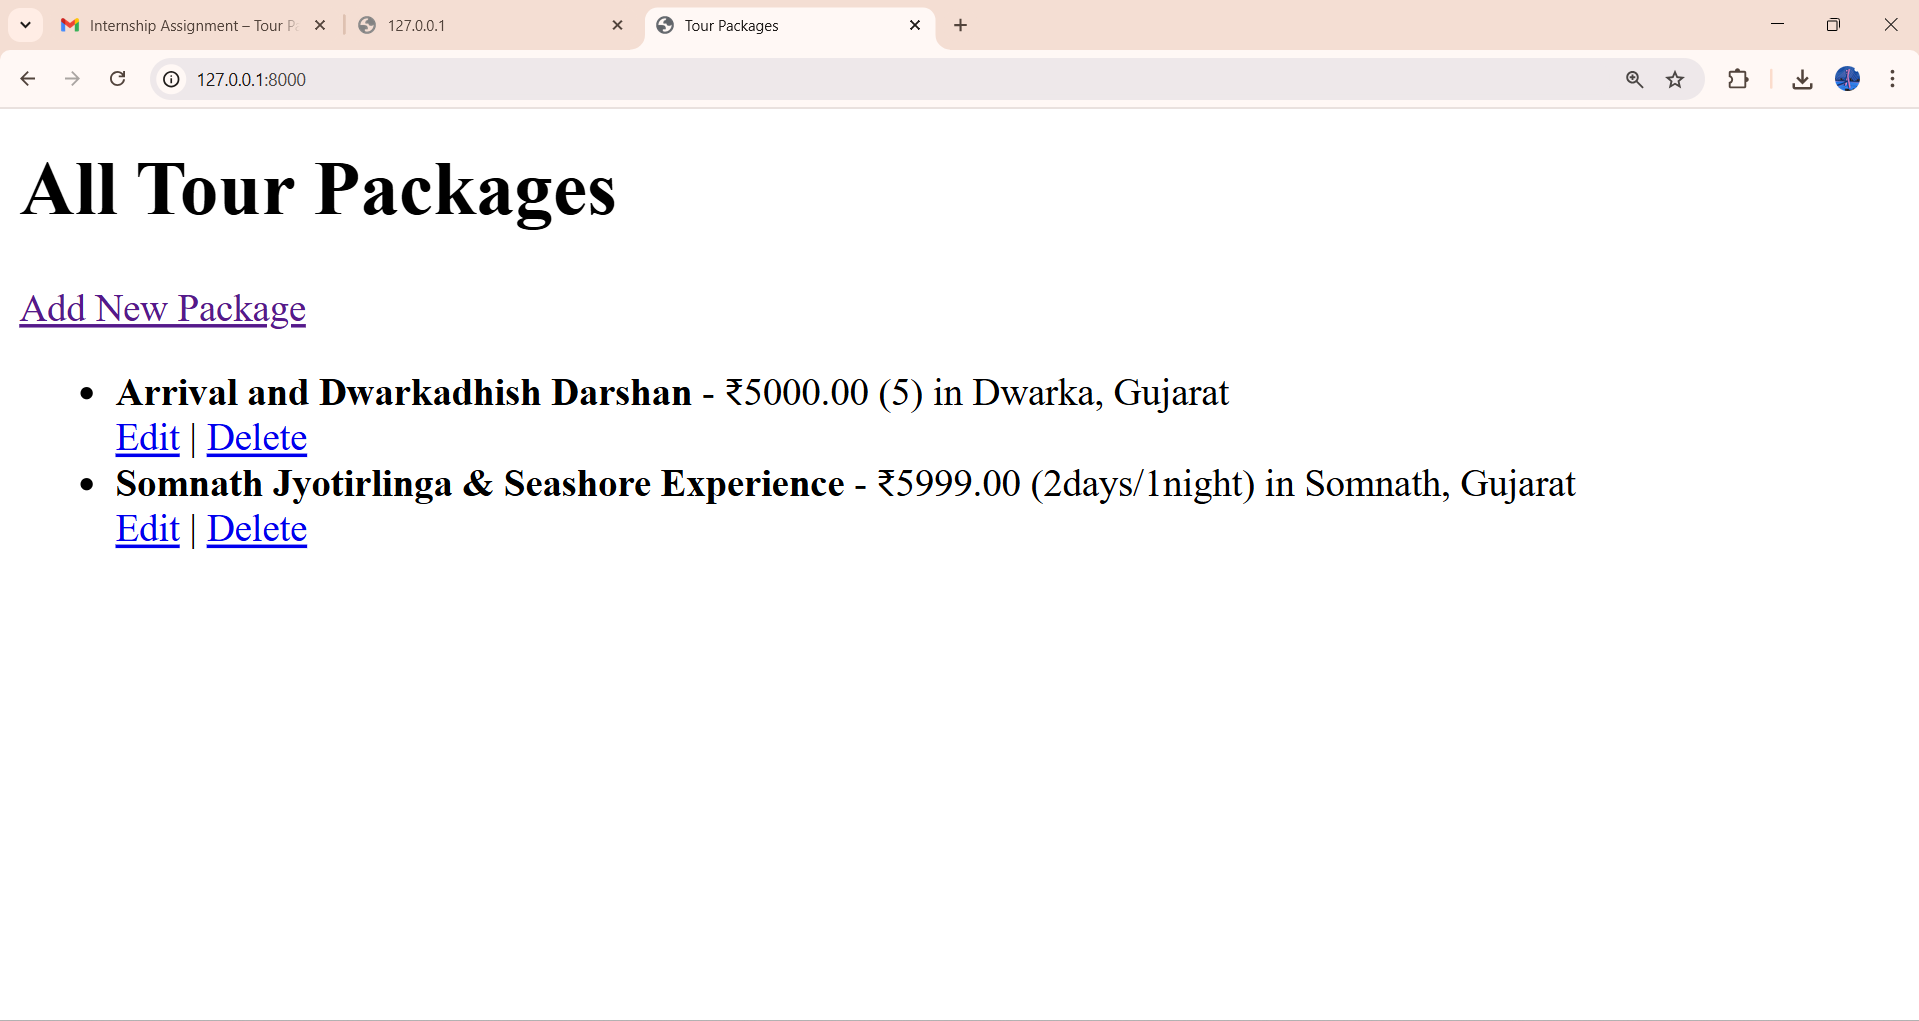 Internship Assignment – Tour P
127.0.0.1
Tour Packages
127.0.0.1:8000
All Tour Packages
Add New Package
Arrival and Dwarkadhish Darshan - ₹5000.00 (5) in Dwarka, Gujarat
Edit | Delete
Somnath Jyotirlinga & Seashore Experience - ₹5999.00 (2days/1night) in Somnath, Gujarat
Edit | Delete